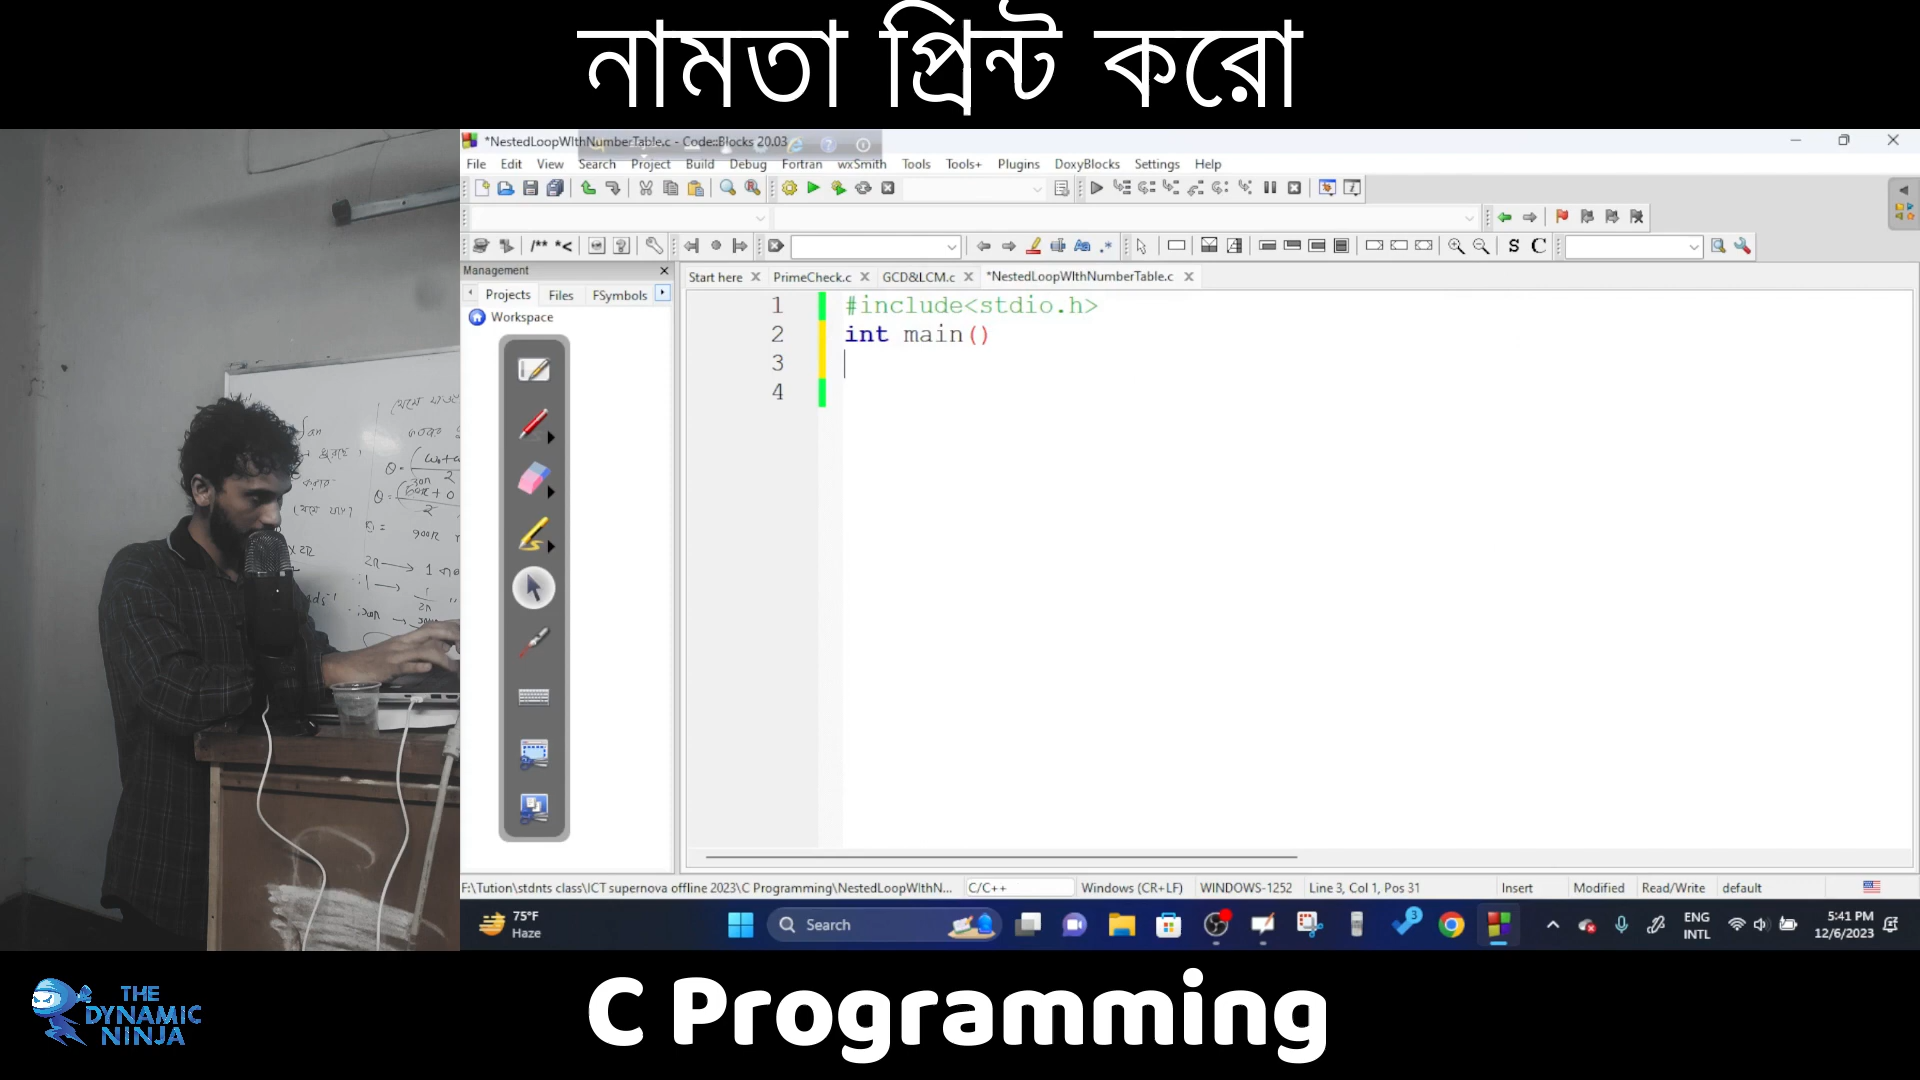 নামতা প্রিন্ট করো
*NestedLoopWIthNumberTable.c - Code::Blocks 20.03
File Edit View Search Project Build Debug Fortran wxSmith Tools Tools+ Plugins DoxyBlocks Settings Help
/** *<
S C
Management
Start here PrimeCheck.c GCD&LCM.c *NestedLoopWIthNumberTable.c
Projects Files FSymbols
Workspace
1 #include<stdio.h>
2 int main()
3
4
F:\Tution\stdnts class\ICT supernova offline 2023\C Programming\NestedLoopWIthN... C/C++ Windows (CR+LF) WINDOWS-1252 Line 3, Col 1, Pos 31 Insert Modified Read/Write default
75°F
Haze
Search
3
ENG
INTL
5:41 PM
12/6/2023
THE
DYNAMIC
NINJA
C Programming